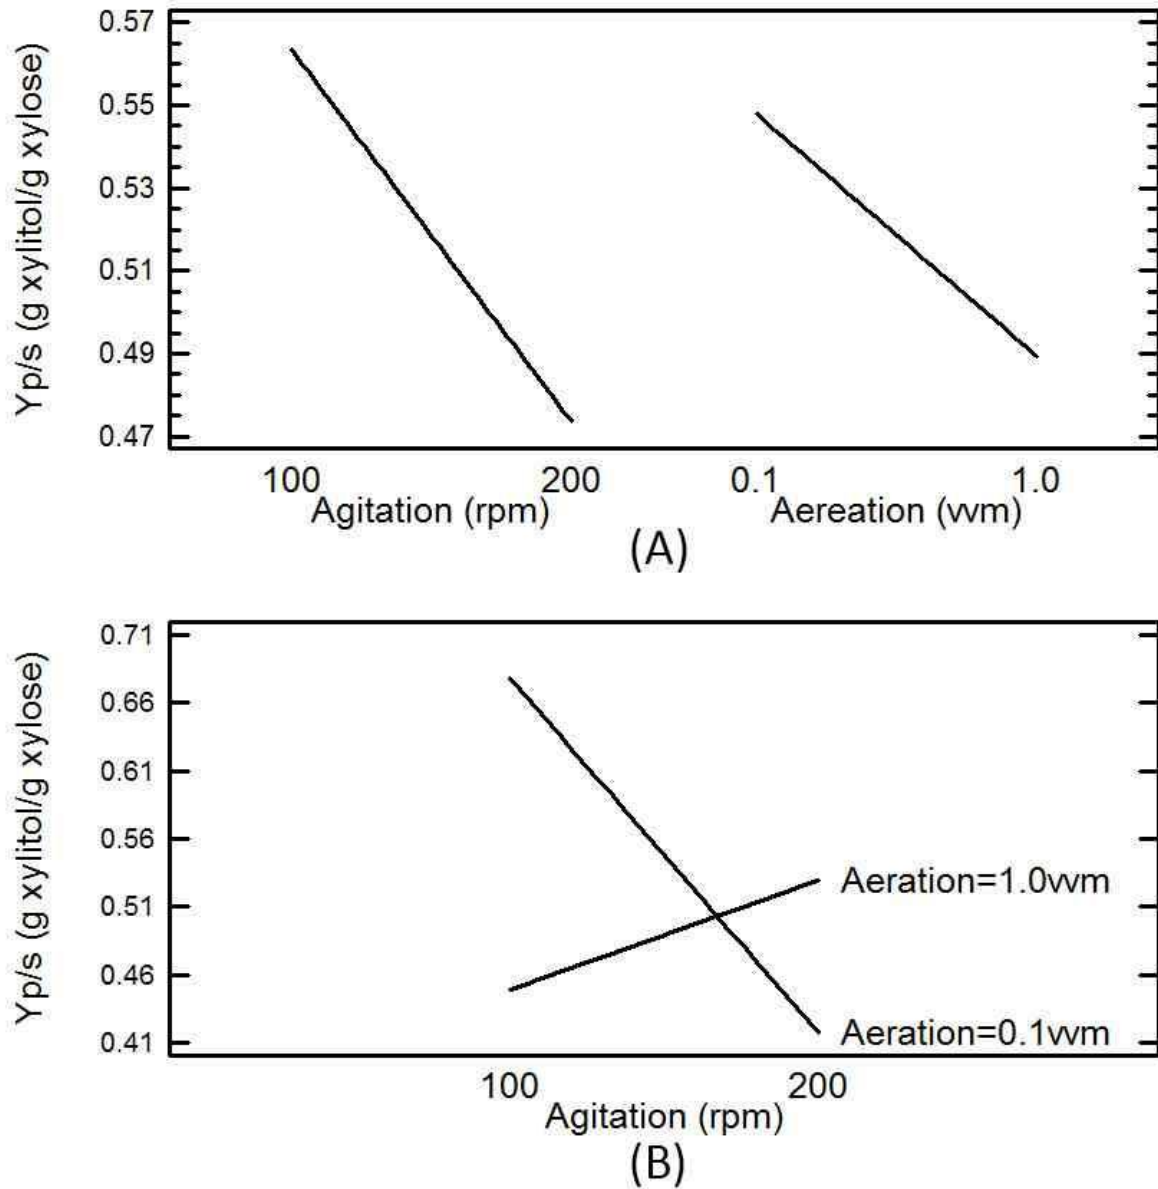 Yp/s (g xylitol/g xylose)
0.57
0.55
0.53
0.51
0.49
0.47
100 200 0.1 1.0
Agitation (rpm) Aereation (vvm)
(A)
Yp/s (g xylitol/g xylose)
0.71
0.66
0.61
0.56
0.51
0.46
0.41
Aeration=1.0vvm
Aeration=0.1vvm
100 200
Agitation (rpm)
(B)